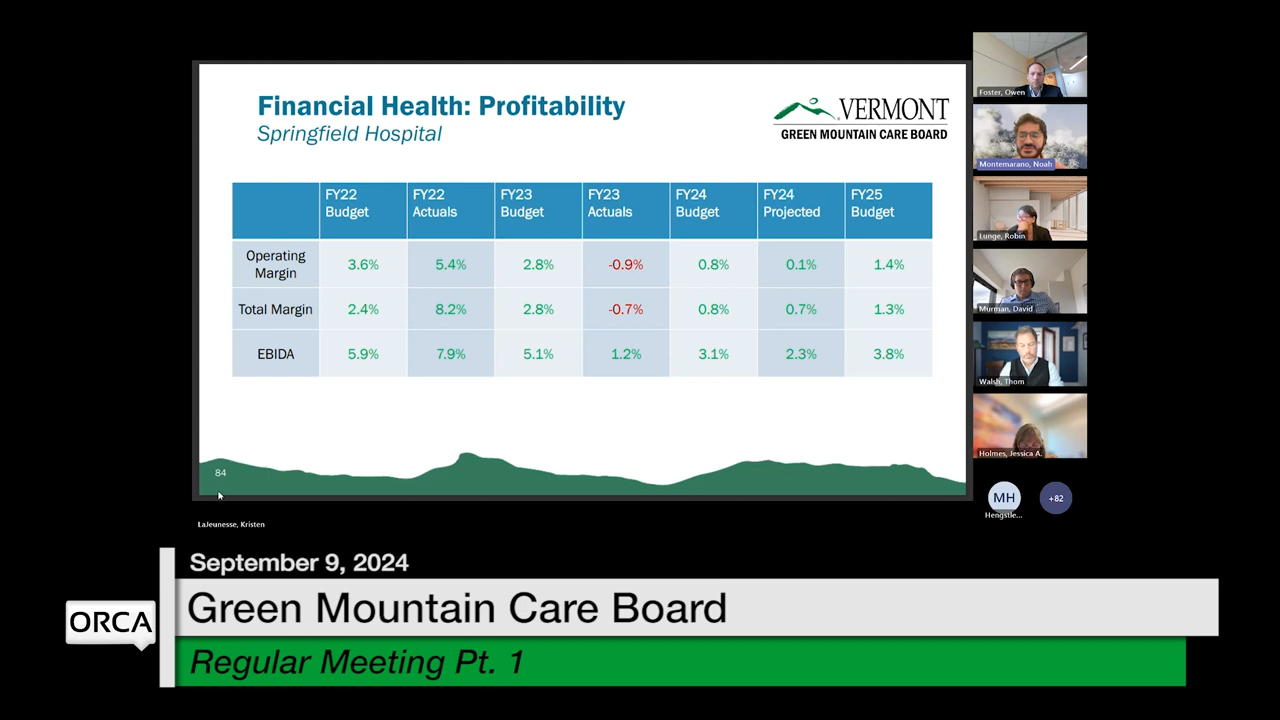 Financial Health: Profitability
Springfield Hospital
VERMONT
GREEN MOUNTAIN CARE BOARD
FY22 Budget FY22 Actuals FY23 Budget FY23 Actuals FY24 Budget FY24 Projected FY25 Budget
Operating Margin 3.6% 5.4% 2.8% -0.9% 0.8% 0.1% 1.4%
Total Margin 2.4% 8.2% 2.8% -0.7% 0.8% 0.7% 1.3%
EBIDA 5.9% 7.9% 5.1% 1.2% 3.1% 2.3% 3.8%
84
Foster, Owen
Montemarano, Noah
Lunge, Robin
Murman, David
Walsh, Thom
Holmes, Jessica A.
MH
+82
Hengstle...
LaJeunesse, Kristen
September 9, 2024
ORCA
Green Mountain Care Board
Regular Meeting Pt. 1